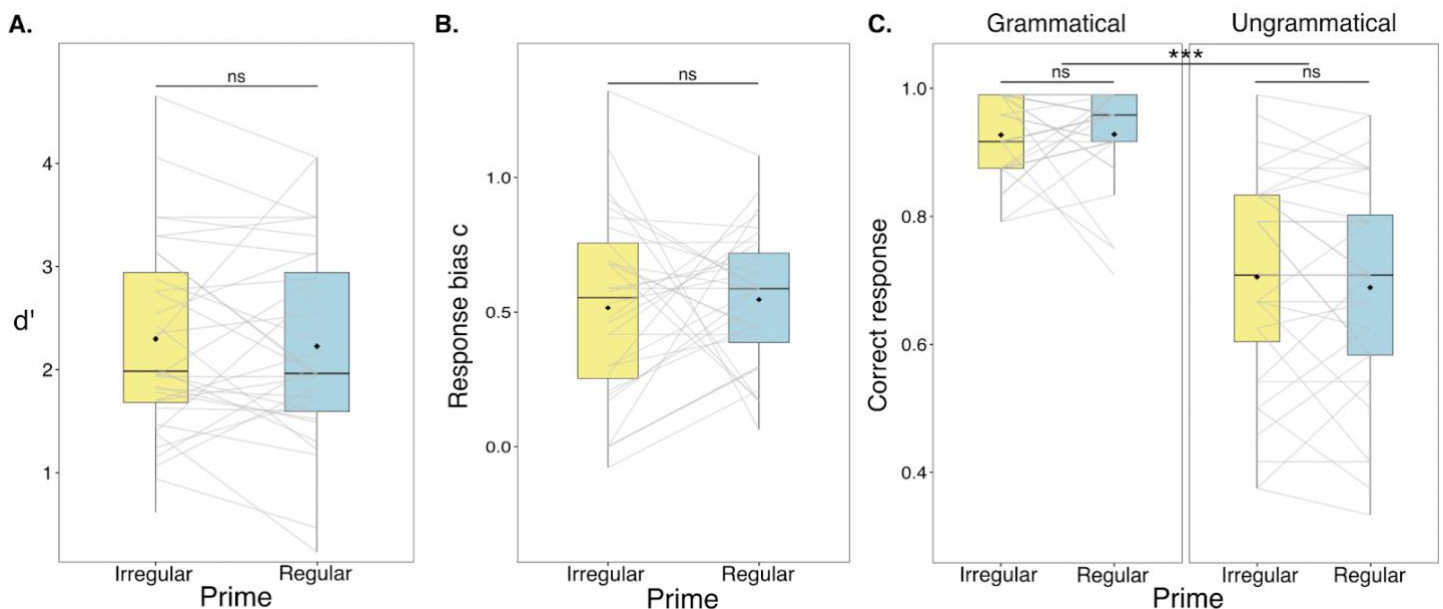 A.
ns
4
3
d'
2
1
Irregular Regular
Prime
B.
ns
1.0
Response bias c
0.5
0.0
Irregular Regular
Prime
C.
Grammatical Ungrammatical
***
ns ns
1.0
0.8
Correct response
0.6
0.4
Irregular Regular Irregular Regular
Prime